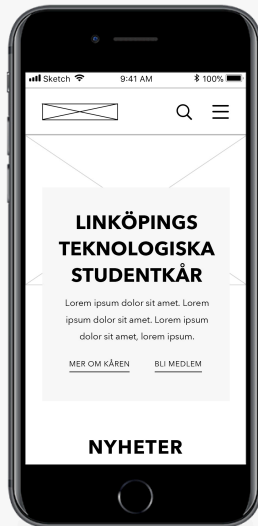 Sketch 9:41 AM 100%
LINKÖPINGS
TEKNOLOGISKA
STUDENTKÅR
Lorem ipsum dolor sit amet. Lorem
ipsum dolor sit amet. Lorem ipsum
dolor sit amet, lorem ipsum.
MER OM KÅREN BLI MEDLEM
NYHETER